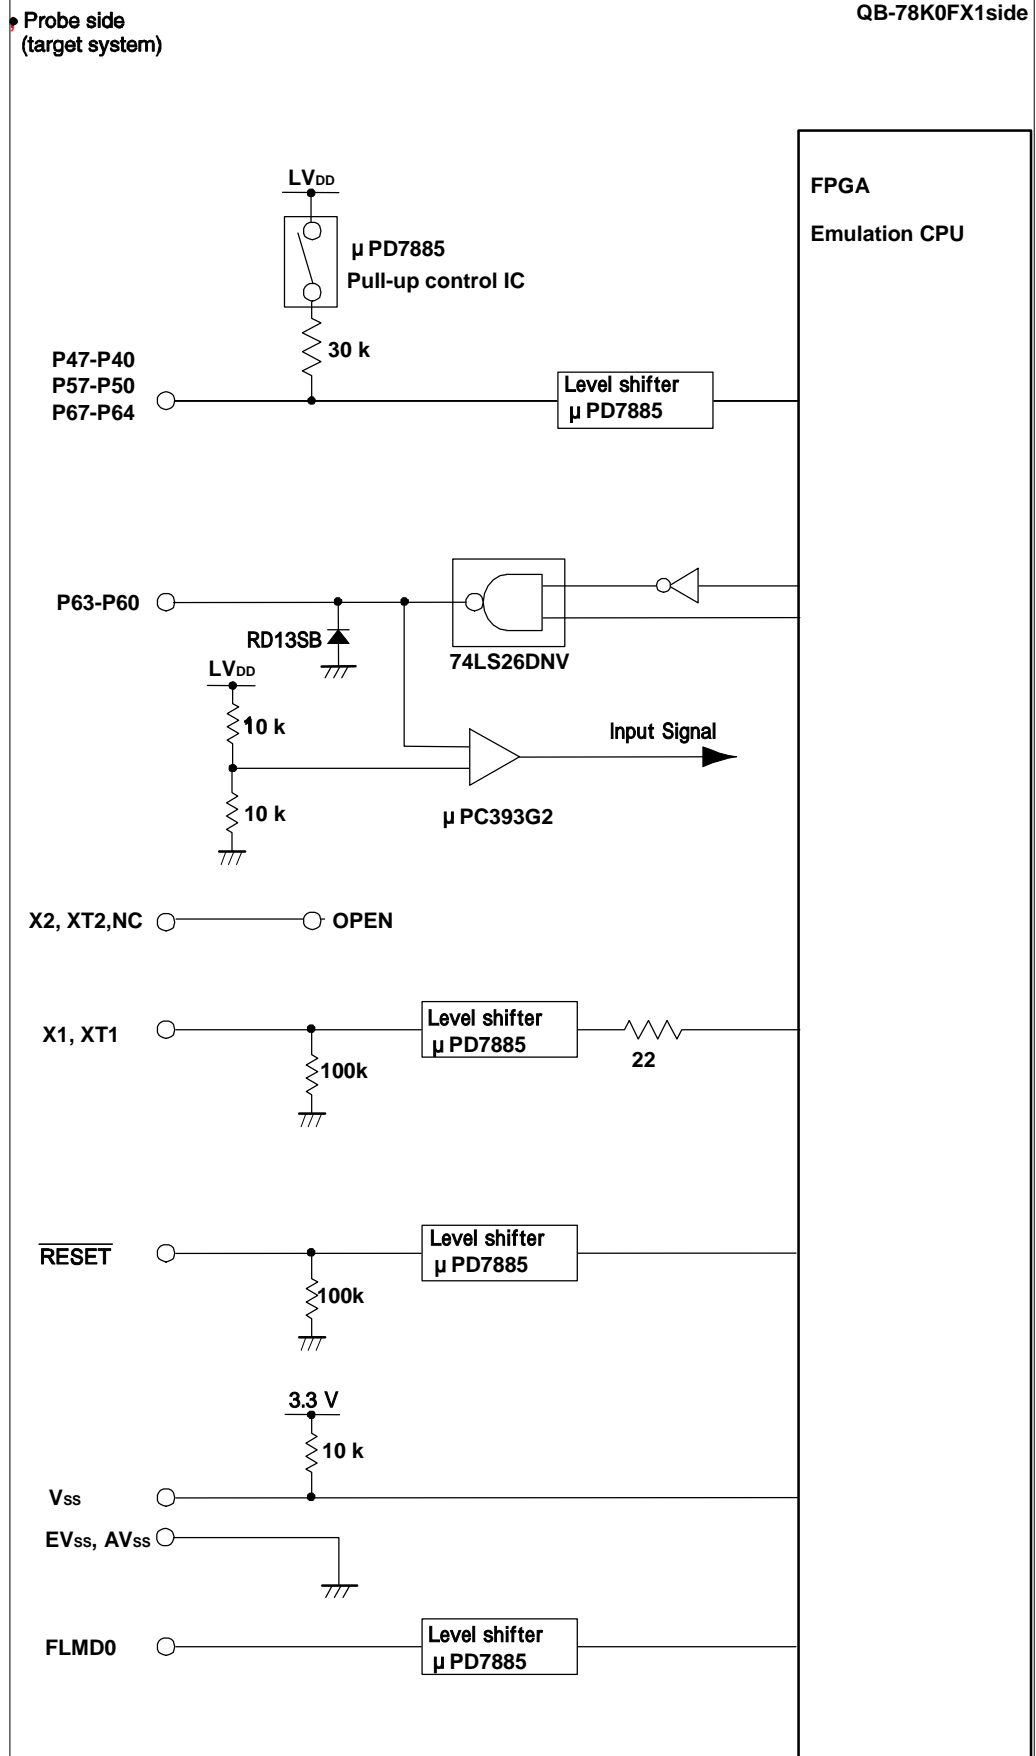 QB-78K0FX1side
• Probe side
(target system)
FPGA
Emulation CPU
LVDD
µ PD7885
Pull-up control IC
30 k
P47-P40
P57-P50
P67-P64
Level shifter
µ PD7885
P63-P60
RD13SB
74LS26DNV
LVDD
10 k
Input Signal
10 k
µ PC393G2
X2, XT2,NC
OPEN
X1, XT1
Level shifter
µ PD7885
100k
22
RESET
Level shifter
µ PD7885
100k
3.3 V
10 k
VSS
EVSS, AVSS
FLMD0
Level shifter
µ PD7885